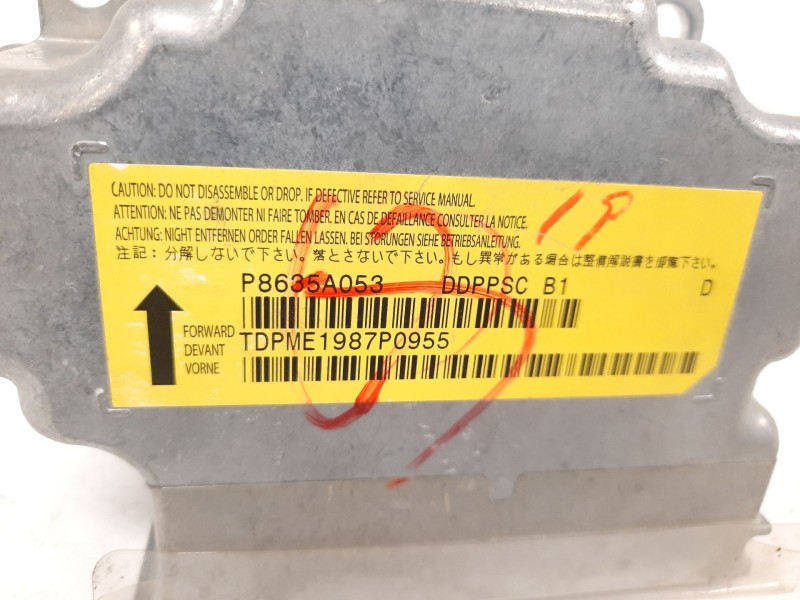 CAUTION: DO NOT DISASSEMBLE OR DROP. IF DEFECTIVE REFER TO SERVICE MANUAL.
ATTENTION: NE PAS DEMONTER NI FAIRE TOMBER. EN CAS DE DEFAILLANCE CONSULTER LA NOTICE.
ACHTUNG: NIGHT ENTFERNEN ORDER FALLEN LASSEN. BEI STORUNGEN SIEHE BETRIEBSANLEITUNG.
注記: 分解しないで下さい。落とさないで下さい。もし異常がある場合は整備解説書を御覧下さい。
P8635A053 DDPPSC B1 D
FORWARD
DEVANT
VORNE
TDPME1987P0955